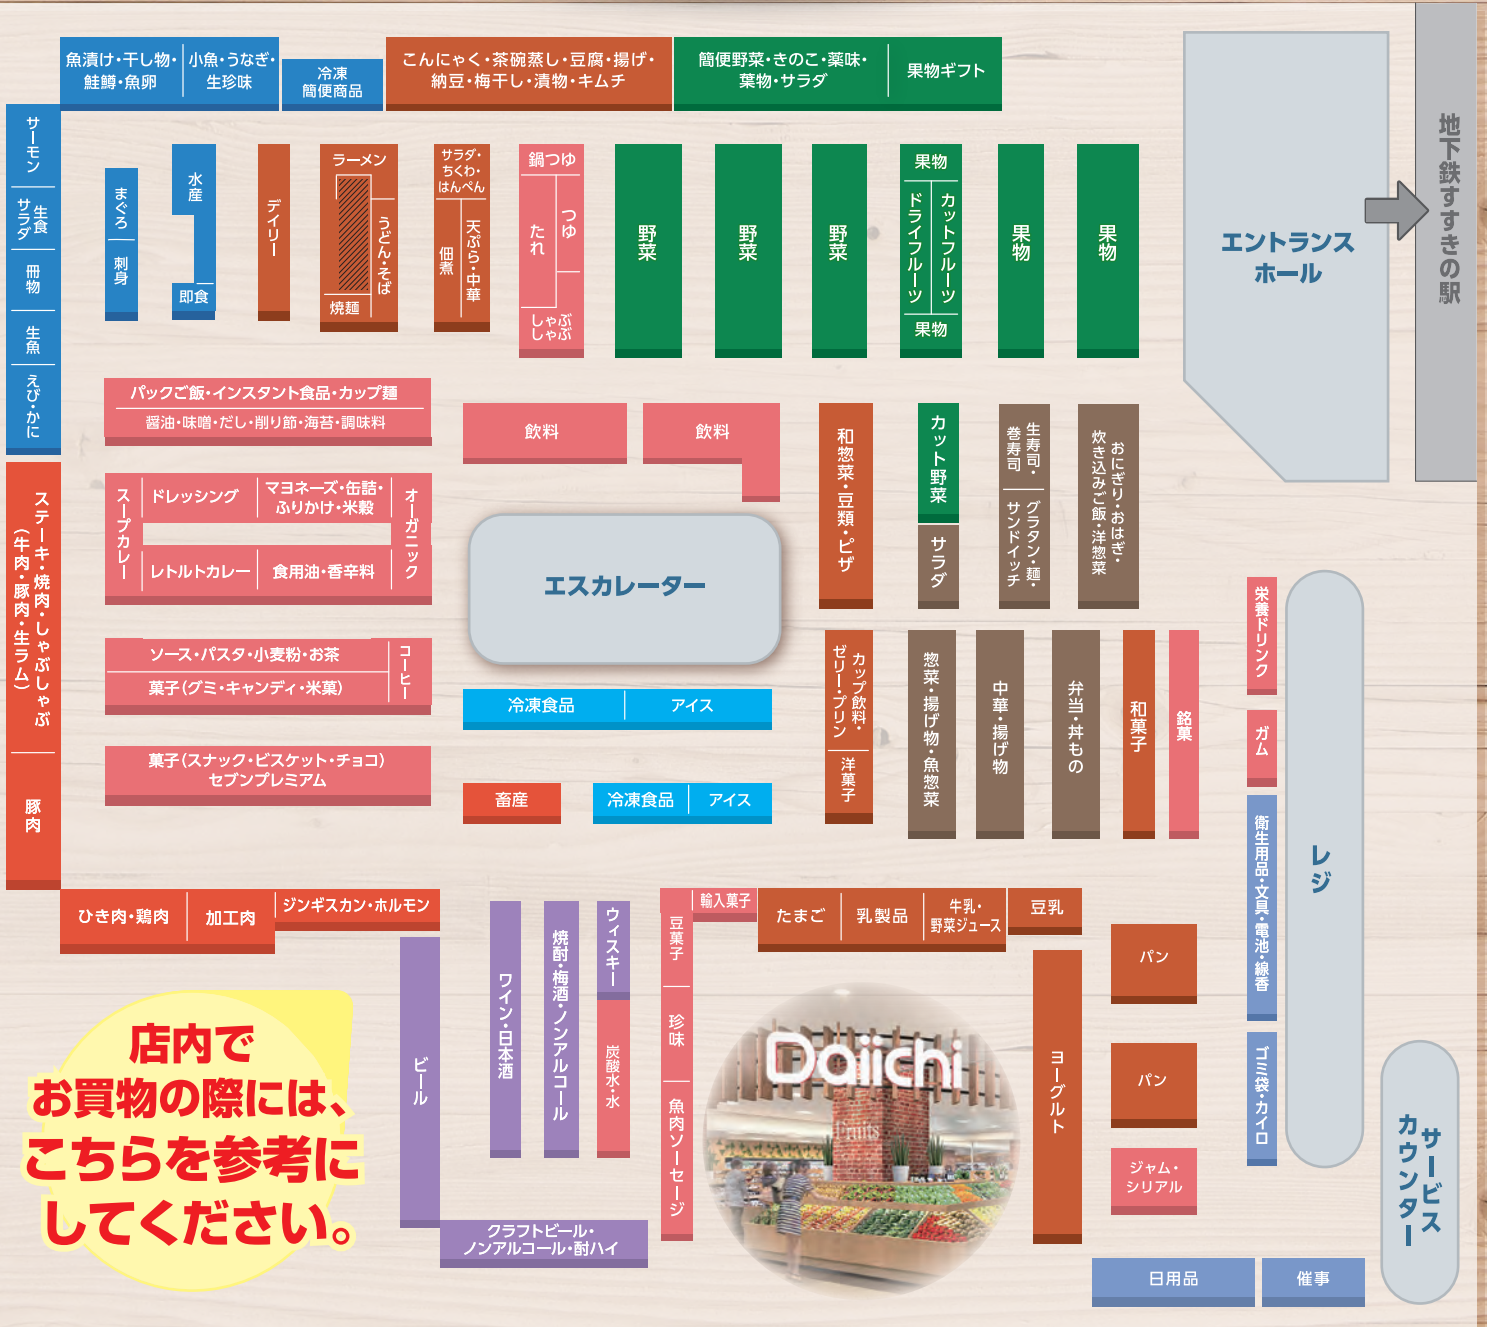 魚漬け・干し物・
鮭鱒・魚卵
小魚・うなぎ・
生珍味
冷凍
簡便商品
こんにゃく・茶碗蒸し・豆腐・揚げ・
納豆・梅干し・漬物・キムチ
簡便野菜・きのこ・薬味・
葉物・サラダ
果物ギフト
サーモン
生食
サラダ
冊物
生魚
えび・かに
まぐろ
刺身
水産
即食
デイリー
ラーメン
うどん・そば
焼麺
サラダ・
ちくわ・
はんぺん
天ぷら・中華
佃煮
鍋つゆ
つゆ
たれ
しゃぶ
しゃぶ
野菜
野菜
野菜
果物
カットフルーツ
ドライフルーツ
果物
果物
果物
エントランス
ホール
地下鉄すすきの駅
パックご飯・インスタント食品・カップ麺
醤油・味噌・だし・削り節・海苔・調味料
飲料
飲料
和惣菜・豆類・ピザ
カット野菜
サラダ
生寿司・
巻寿司
グラタン・麺・
サンドイッチ
おにぎり・おはぎ・
炊き込みご飯・洋惣菜
ステーキ・焼肉・しゃぶしゃぶ
(牛肉・豚肉・生ラム)
豚肉
スープカレー
ドレッシング
マヨネーズ・缶詰・
ふりかけ・米穀
オーガニック
レトルトカレー
食用油・香辛料
エスカレーター
ソース・パスタ・小麦粉・お茶
菓子(グミ・キャンディ・米菓)
コーヒー
菓子(スナック・ビスケット・チョコ)
セブンプレミアム
冷凍食品
アイス
畜産
冷凍食品
アイス
カップ飲料・
ゼリー・プリン
洋菓子
惣菜・揚げ物・魚惣菜
中華・揚げ物
弁当・丼もの
和菓子
銘菓
栄養ドリンク
ガム
衛生用品・文具・電池・線香
ゴミ袋・カイロ
レジ
ひき肉・鶏肉
加工肉
ジンギスカン・ホルモン
ビール
ワイン・日本酒
焼酎・梅酒・ノンアルコール
ウィスキー
炭酸水・水
クラフトビール・
ノンアルコール・酎ハイ
豆菓子
輸入菓子
珍味
魚肉ソーセージ
たまご
乳製品
牛乳・
野菜ジュース
豆乳
ヨーグルト
パン
パン
ジャム・
シリアル
Daiichi
Fruits
日用品
催事
サービス
カウンター
店内で
お買物の際には、
こちらを参考に
してください。